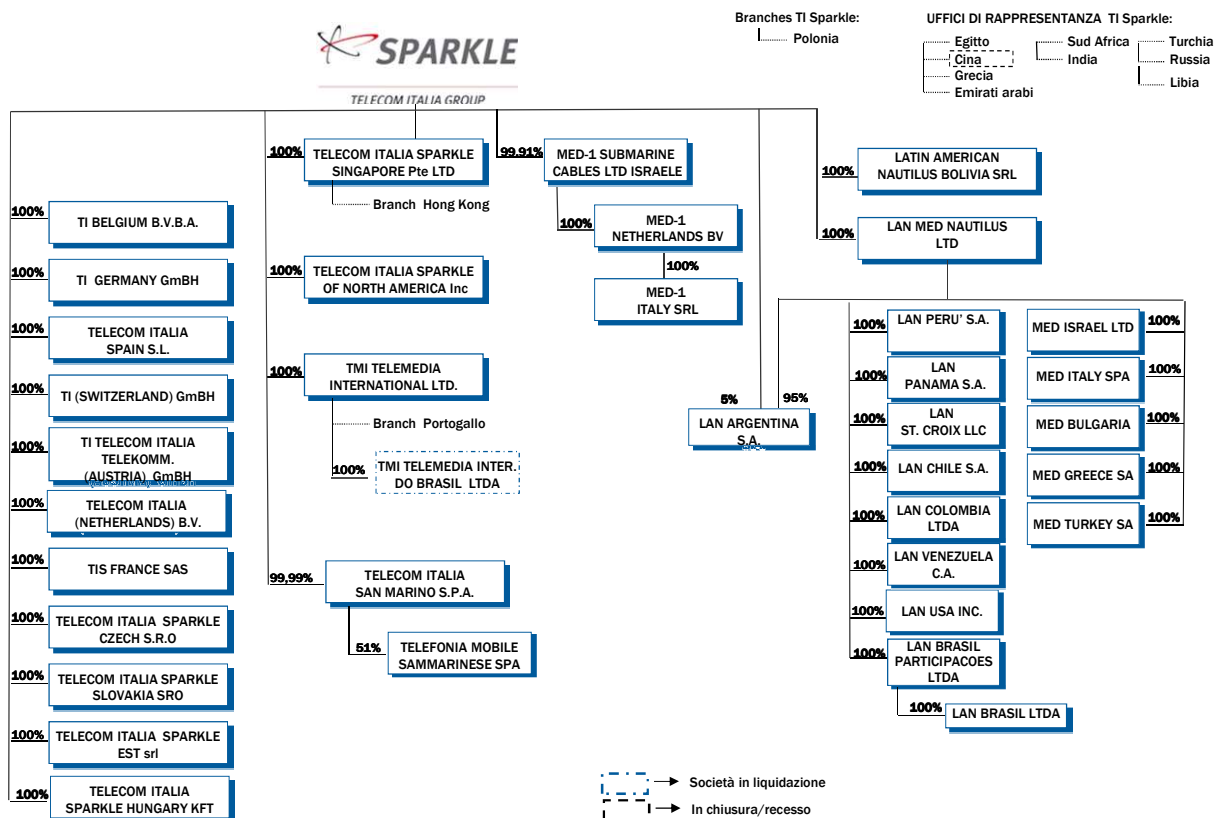 SPARKLE
TELECOM ITALIA GROUP
Branches TI Sparkle:
Polonia
UFFICI DI RAPPRESENTANZA TI Sparkle:
Egitto
Cina
Grecia
Emirati arabi
Sud Africa
India
Turchia
Russia
Libia
100%
TI BELGIUM B.V.B.A.
100%
TI GERMANY GmBH
100%
TELECOM ITALIA
SPAIN S.L.
100%
TI (SWITZERLAND) GmBH
100%
TI TELECOM ITALIA
TELEKOMM.
(AUSTRIA) GmBH
100%
TELECOM ITALIA
(NETHERLANDS) B.V.
100%
TIS FRANCE SAS
100%
TELECOM ITALIA SPARKLE
CZECH S.R.O
100%
TELECOM ITALIA SPARKLE
SLOVAKIA SRO
100%
TELECOM ITALIA SPARKLE
EST srl
100%
TELECOM ITALIA
SPARKLE HUNGARY KFT
100%
TELECOM ITALIA SPARKLE
SINGAPORE Pte LTD
Branch Hong Kong
100%
TELECOM ITALIA SPARKLE
OF NORTH AMERICA Inc
100%
TMI TELEMEDIA
INTERNATIONAL LTD.
Branch Portogallo
100%
TMI TELEMEDIA INTER.
DO BRASIL LTDA
99,99%
TELECOM ITALIA
SAN MARINO S.P.A.
51%
TELEFONIA MOBILE
SAMMARINESE SPA
99,91%
MED-1 SUBMARINE
CABLES LTD ISRAELE
100%
MED-1
NETHERLANDS BV
100%
MED-1
ITALY SRL
5%
95%
LAN ARGENTINA
S.A.
100%
LATIN AMERICAN
NAUTILUS BOLIVIA SRL
100%
LAN MED NAUTILUS
LTD
100%
LAN PERU’ S.A.
100%
LAN
PANAMA S.A.
100%
LAN
ST. CROIX LLC
100%
LAN CHILE S.A.
100%
LAN COLOMBIA
LTDA
100%
LAN VENEZUELA
C.A.
100%
LAN USA INC.
100%
LAN BRASIL
PARTICIPACOES
LTDA
100%
LAN BRASIL LTDA
MED ISRAEL LTD
100%
MED ITALY SPA
100%
MED BULGARIA
100%
MED GREECE SA
100%
MED TURKEY SA
100%
Società in liquidazione
In chiusura/recesso